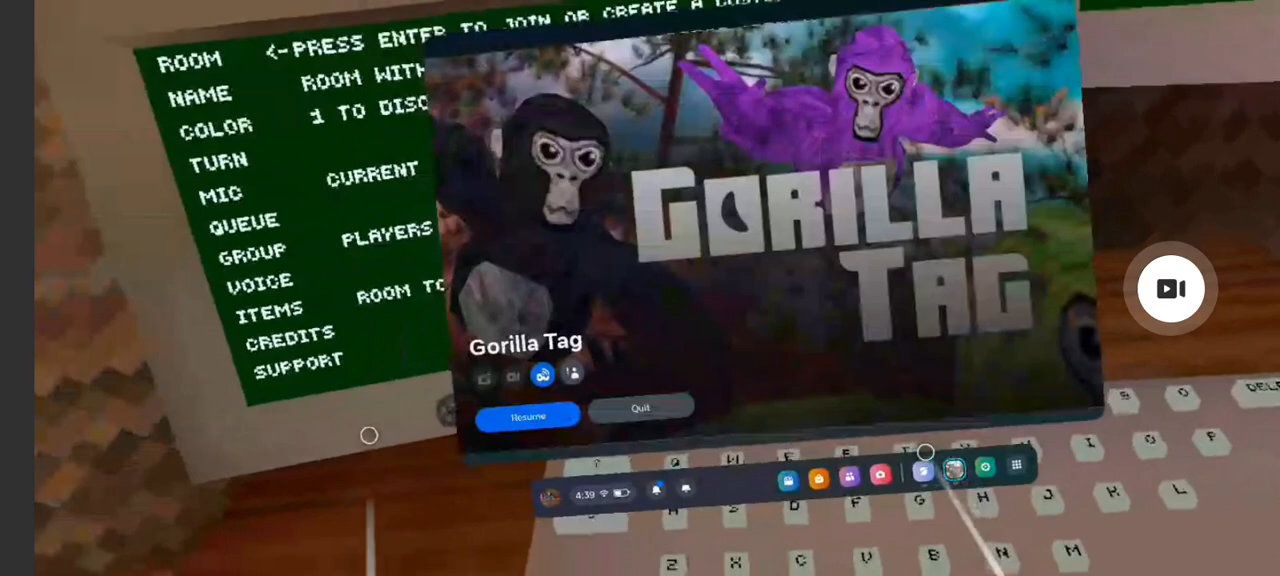 ROOM <-PRESS ENTER TO JOIN OR CREATE A
NAME ROOM WITH
COLOR 1 TO DISC
TURN
MIC CURRENT
QUEUE
GROUP PLAYERS
VOICE
ITEMS ROOM TO
CREDITS
SUPPORT
GORILLA
TAG
Gorilla Tag
Resume Quit
4:39
O DELE
Q W E I O P
A S D F G H J K L
Z X C V B N M